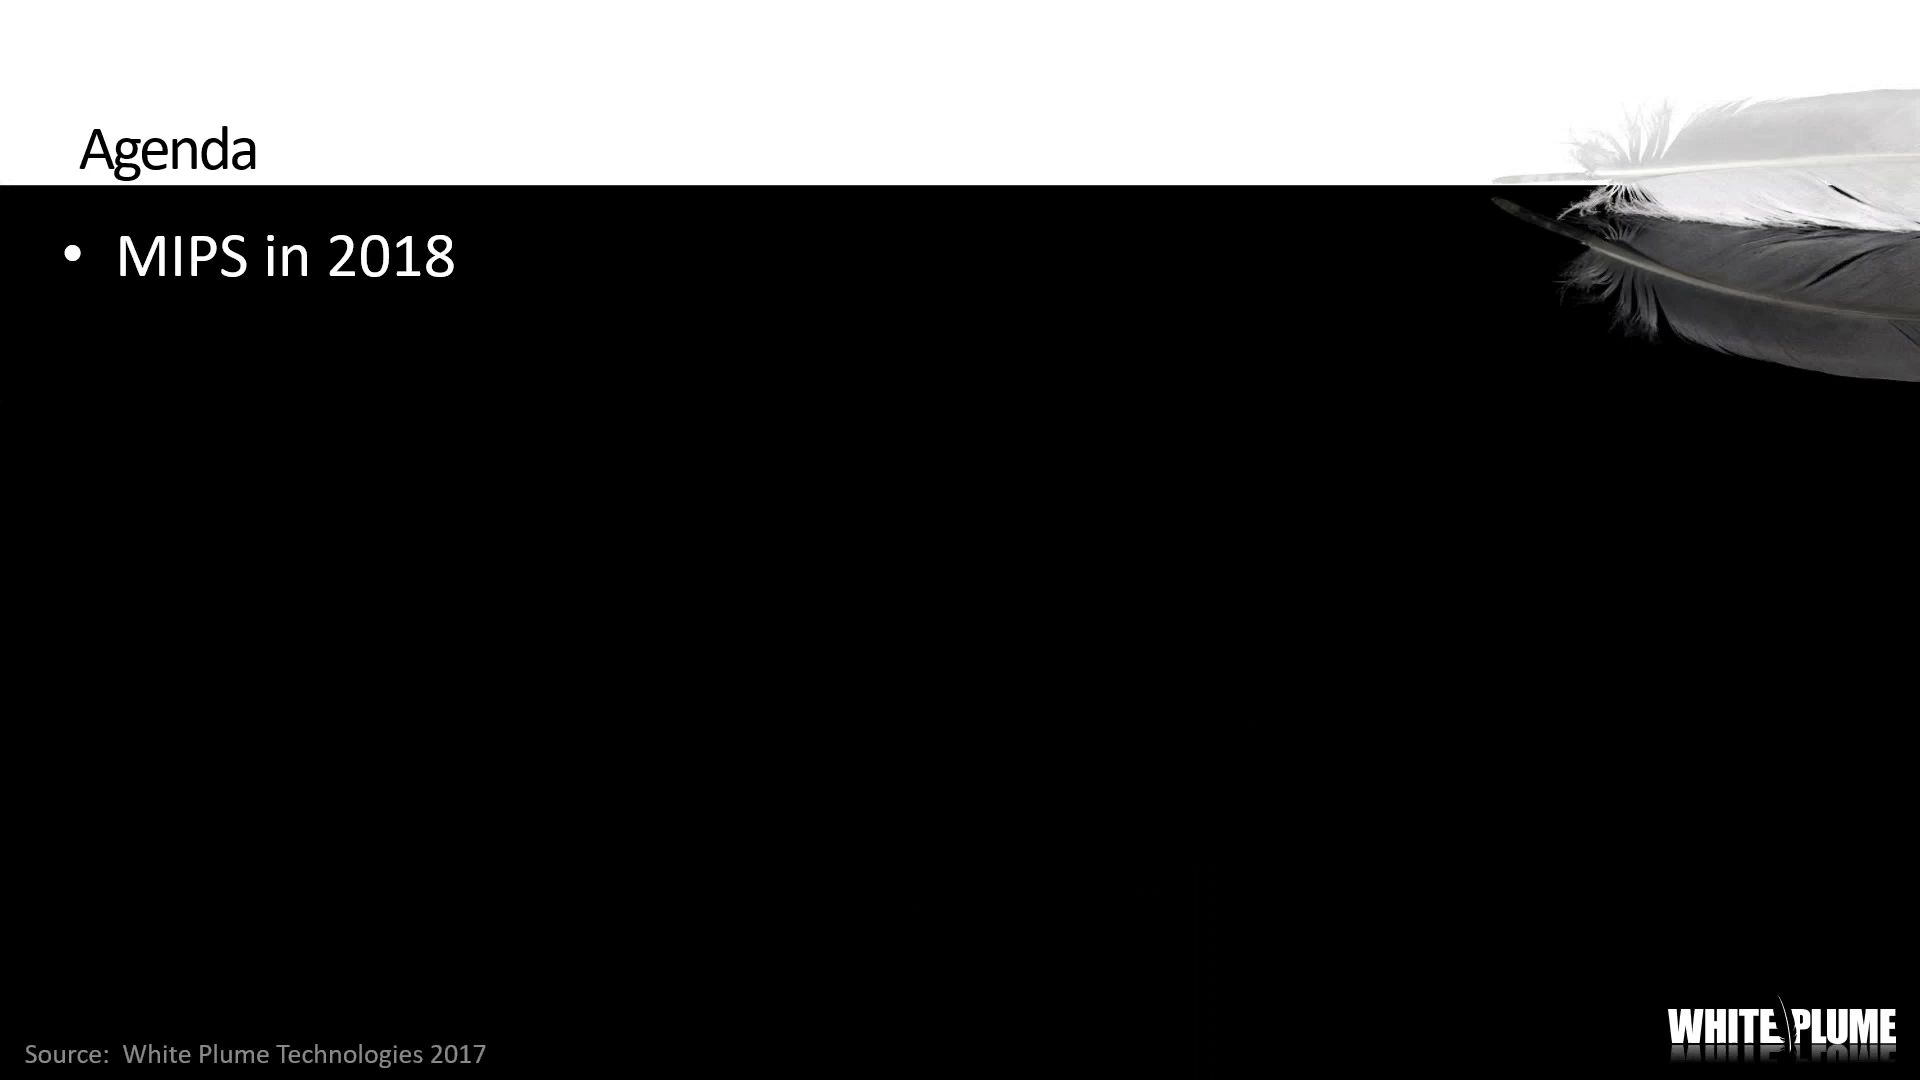 Agenda
• MIPS in 2018
WHITE PLUME
Source: White Plume Technologies 2017